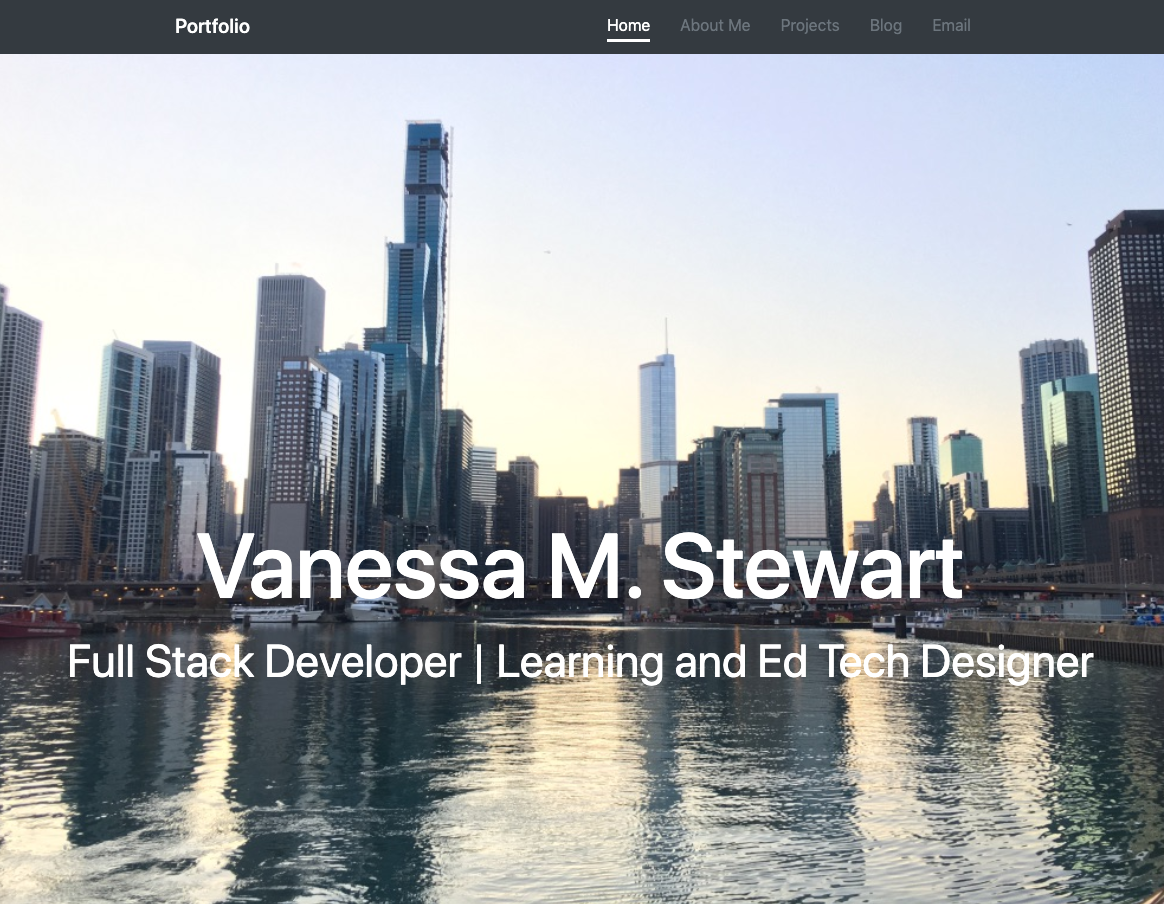 Portfolio
Home About Me Projects Blog Email
Vanessa M. Stewart
Full Stack Developer | Learning and Ed Tech Designer